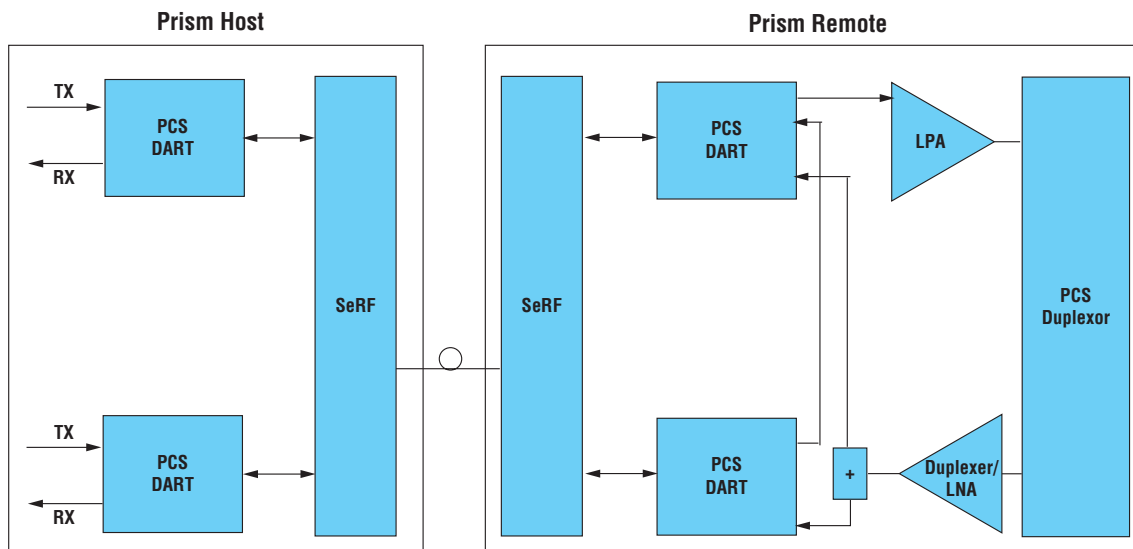 Prism Host
Prism Remote
TX
RX
PCS
DART
SeRF
TX
RX
PCS
DART
SeRF
PCS
DART
LPA
PCS
Duplexor
PCS
DART
+
Duplexer/
LNA